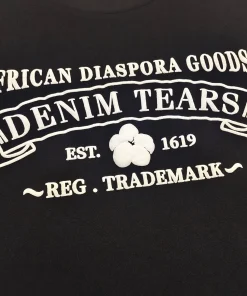 FRICAN DIASPORA GOODS
DENIM TEARS
EST. 1619
~REG . TRADEMARK~